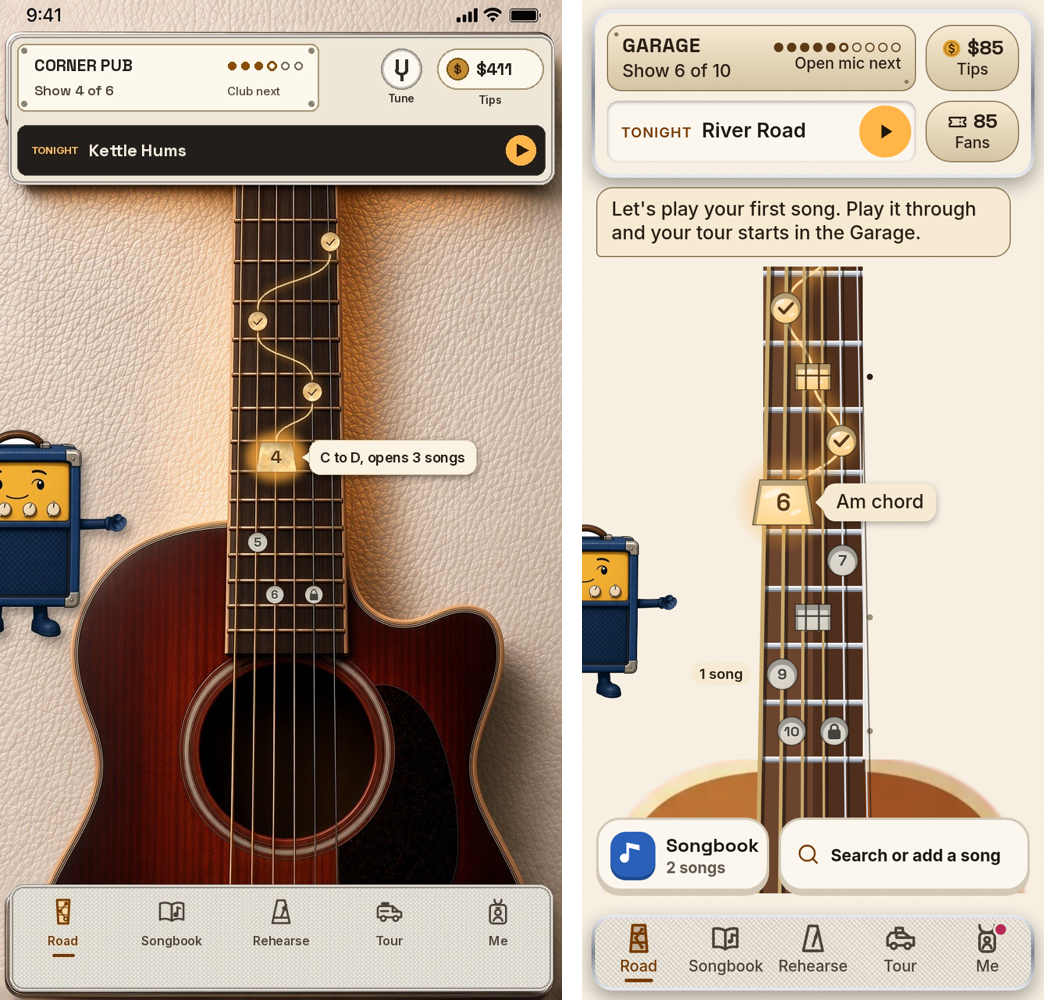 9:41
CORNER PUB
Show 4 of 6
Club next
Tune
$411
Tips
TONIGHT Kettle Hums
4
C to D, opens 3 songs
5
6
Road
Songbook
Rehearse
Tour
Me
GARAGE
Show 6 of 10
Open mic next
$85
Tips
TONIGHT River Road
85
Fans
Let's play your first song. Play it through
and your tour starts in the Garage.
6
Am chord
7
1 song
9
10
Songbook
2 songs
Search or add a song
Road
Songbook
Rehearse
Tour
Me